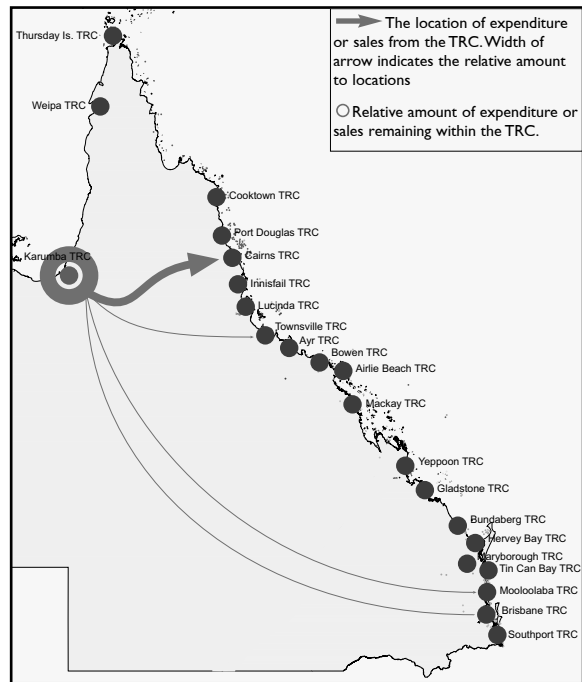 The location of expenditure
or sales from the TRC. Width of
arrow indicates the relative amount
to locations
Relative amount of expenditure or
sales remaining within the TRC.
Thursday Is. TRC
Weipa TRC
Cooktown TRC
Port Douglas TRC
Karumba TRC
Cairns TRC
Innisfail TRC
Lucinda TRC
Townsville TRC
Ayr TRC
Bowen TRC
Airlie Beach TRC
Mackay TRC
Yeppoon TRC
Gladstone TRC
Bundaberg TRC
Hervey Bay TRC
Maryborough TRC
Tin Can Bay TRC
Mooloolaba TRC
Brisbane TRC
Southport TRC